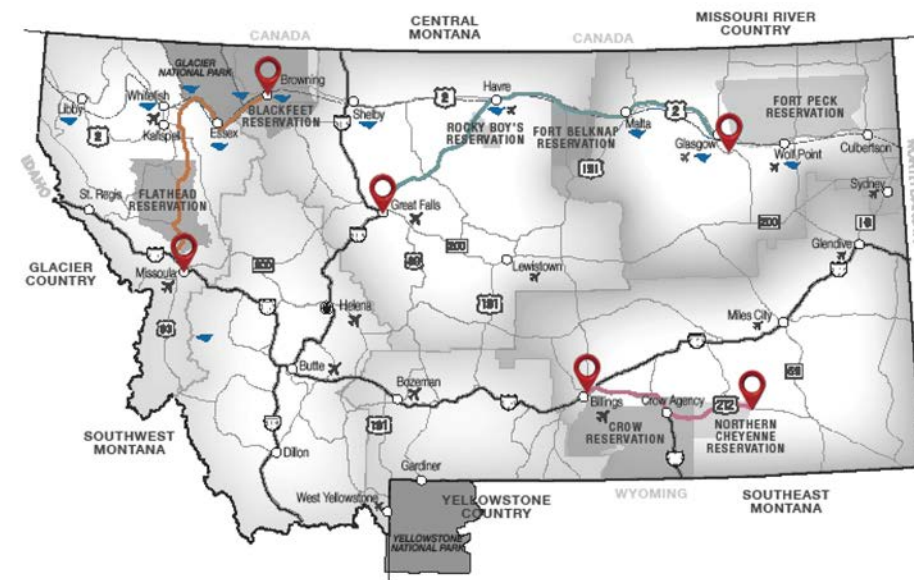 CENTRAL
MONTANA
MISSOURI RIVER
COUNTRY
CANADA
CANADA
GLACIER
NATIONAL PARK
Browning
Whitefish
Libby
Kalispel
Essex
BLACKFEET
RESERVATION
Shelby
Havre
2
2
2
ROCKY BOY'S
RESERVATION
FORT BELKNAP
RESERVATION
Malta
Glasgow
FORT PECK
RESERVATION
Wolf Point
Culbertson
Sydney
IDAHO
St. Regis
FLATHEAD
RESERVATION
191
Great Falls
200
200
Glendive
GLACIER
COUNTRY
Missoula
200
Lewistown
191
Helena
93
Miles City
Butte
Bozeman
Billings
Crow Agency
212
59
CROW
RESERVATION
NORTHERN
CHEYENNE
RESERVATION
SOUTHWEST
MONTANA
191
Dillon
Gardiner
West Yellowstone
YELLOWSTONE
COUNTRY
WYOMING
SOUTHEAST
MONTANA
YELLOWSTONE
NATIONAL PARK